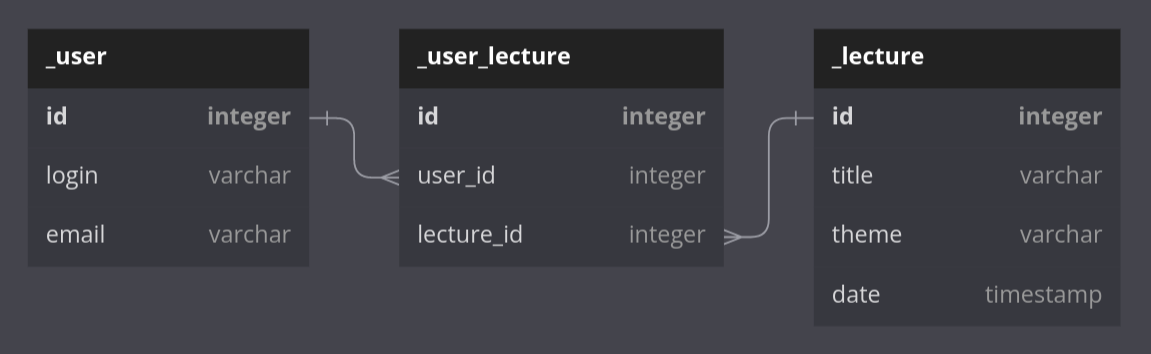 _user
id integer
login varchar
email varchar
_user_lecture
id integer
user_id integer
lecture_id integer
_lecture
id integer
title varchar
theme varchar
date timestamp